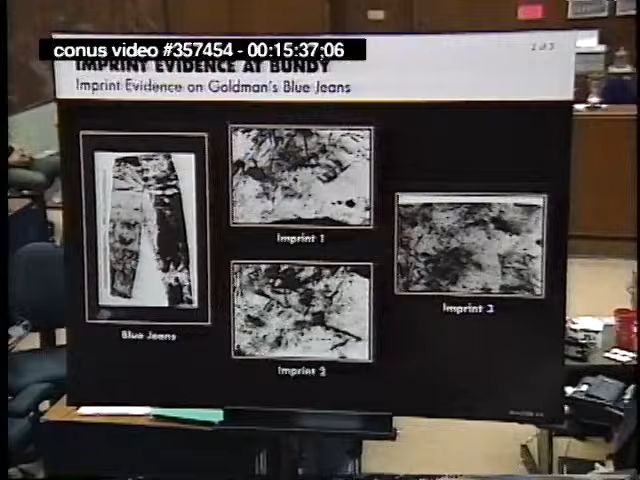 conus video #357454 - 00:15:37;06
IMPRINT EVIDENCE AT BUNDY
Imprint Evidence on Goldman's Blue Jeans
Imprint 1
Imprint 3
Blue Jeans
Imprint 2